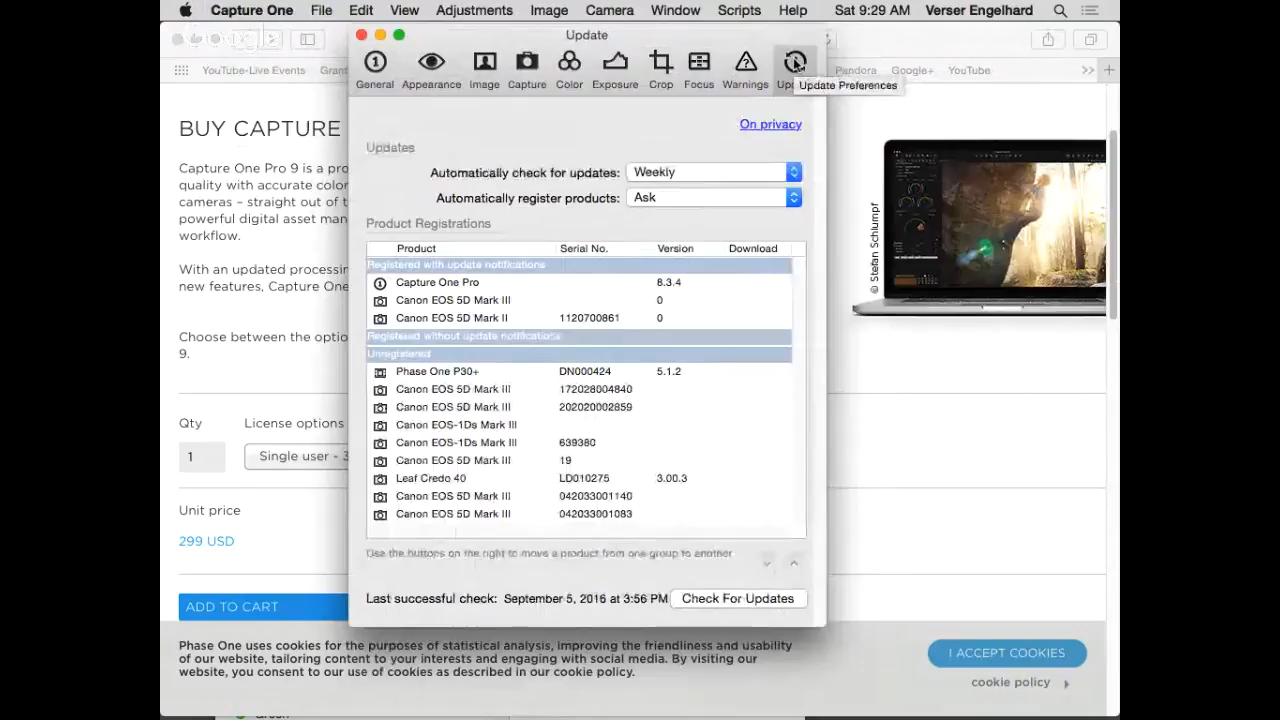 Capture One File Edit View Adjustments Image Camera Window Scripts Help Sat 9:29 AM Verser Engelhard
Google
Update
General Appearance Image Capture Color Exposure Crop Focus Warnings Upd
Update Preferences
YouTube-Live Events Grant
Pandora Google+ YouTube
On privacy
BUY CAPTURE
Updates
Capture One Pro 9 is a pro
quality with accurate color
cameras – straight out of t
powerful digital asset man
workflow.
Automatically check for updates: Weekly
Automatically register products: Ask
Product Registrations
Product Serial No. Version Download
Registered with update notifications
Capture One Pro 8.3.4
Canon EOS 5D Mark III 0
Canon EOS 5D Mark II 1120700861 0
Registered without update notifications
Unregistered
Phase One P30+ DN000424 5.1.2
Canon EOS 5D Mark III 172028004840
Canon EOS 5D Mark III 202020002859
Canon EOS-1Ds Mark III
Canon EOS-1Ds Mark III 639380
Canon EOS 5D Mark III 19
Leaf Credo 40 LD010275 3.00.3
Canon EOS 5D Mark III 042033001140
Canon EOS 5D Mark III 042033001083
Use the buttons on the right to move a product from one group to another
Last successful check: September 5, 2016 at 3:56 PM Check For Updates
With an updated processing
new features, Capture One
Choose between the optio
9.
Qty License options
1 Single user - 3
Unit price
299 USD
ADD TO CART
© Stefan Schlumpf
Phase One uses cookies for the purposes of statistical analysis, improving the friendliness and usability
of our website, tailoring content to your interests and engaging with social media. By visiting our
website, you consent to our use of cookies as described in our cookie policy.
I ACCEPT COOKIES
cookie policy
Green